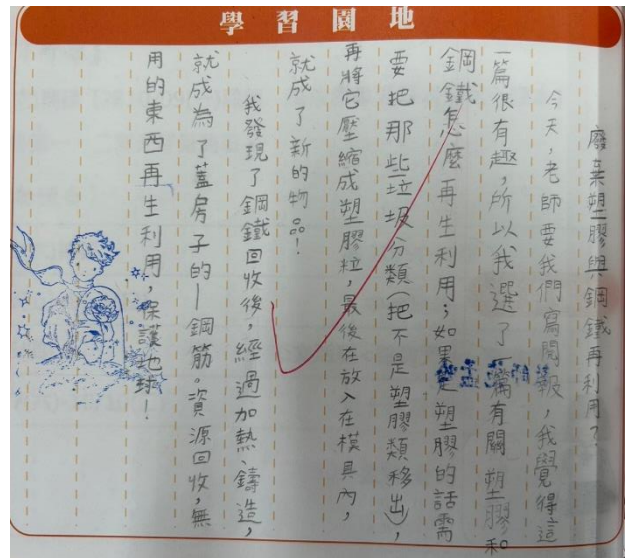 學習園地
廢棄塑膠與鋼鐵再利用?
今天,老師要我們寫閱報,我覺得這
一篇很有趣,所以我選了一篇有關塑膠和
鋼鐵怎麼再生利用;如果是塑膠的話需
要把那些垃圾分類(把不是塑膠類移出),
再將它壓縮成塑膠粒,最後在放入在模具內,
就成了新的物品!
我發現了鋼鐵回收後,經過加熱、鑄造,
就成為了蓋房子的—鋼筋。資源回收,無
用的東西再生利用,保護地球!